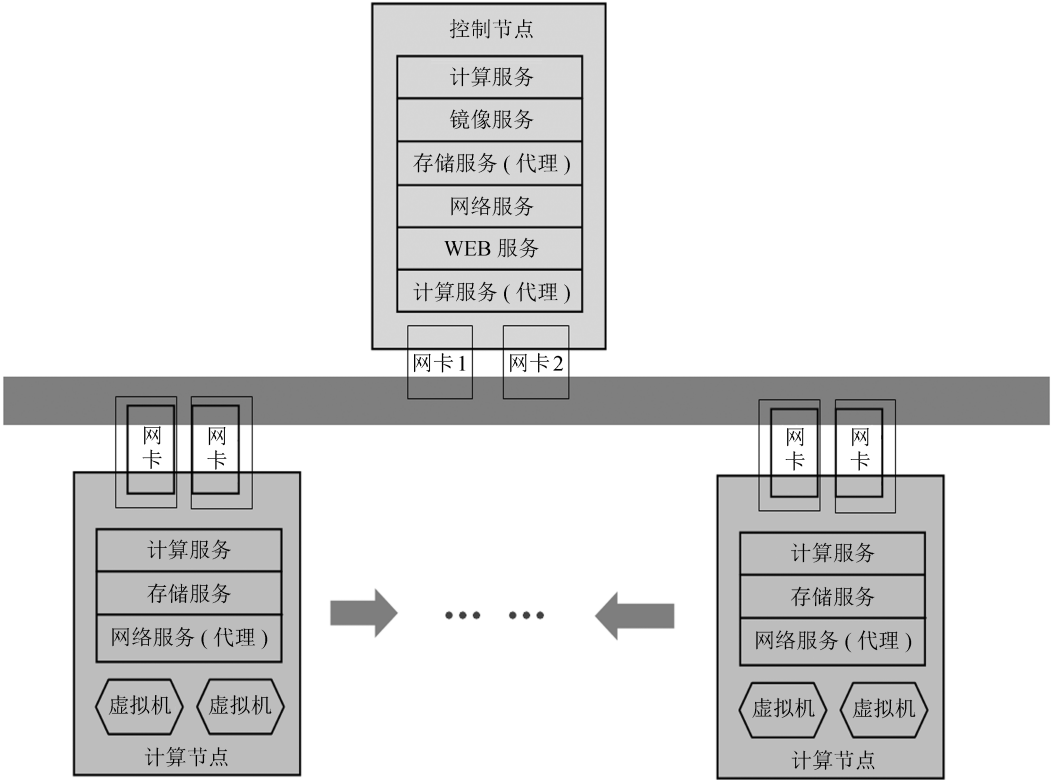 控制节点
计算服务
镜像服务
存储服务(代理)
网络服务
WEB 服务
计算服务(代理)
网卡1
网卡2
网卡
网卡
网卡
网卡
计算服务
存储服务
网络服务(代理)
虚拟机
虚拟机
计算节点
•••  •••
计算服务
存储服务
网络服务(代理)
虚拟机
虚拟机
计算节点